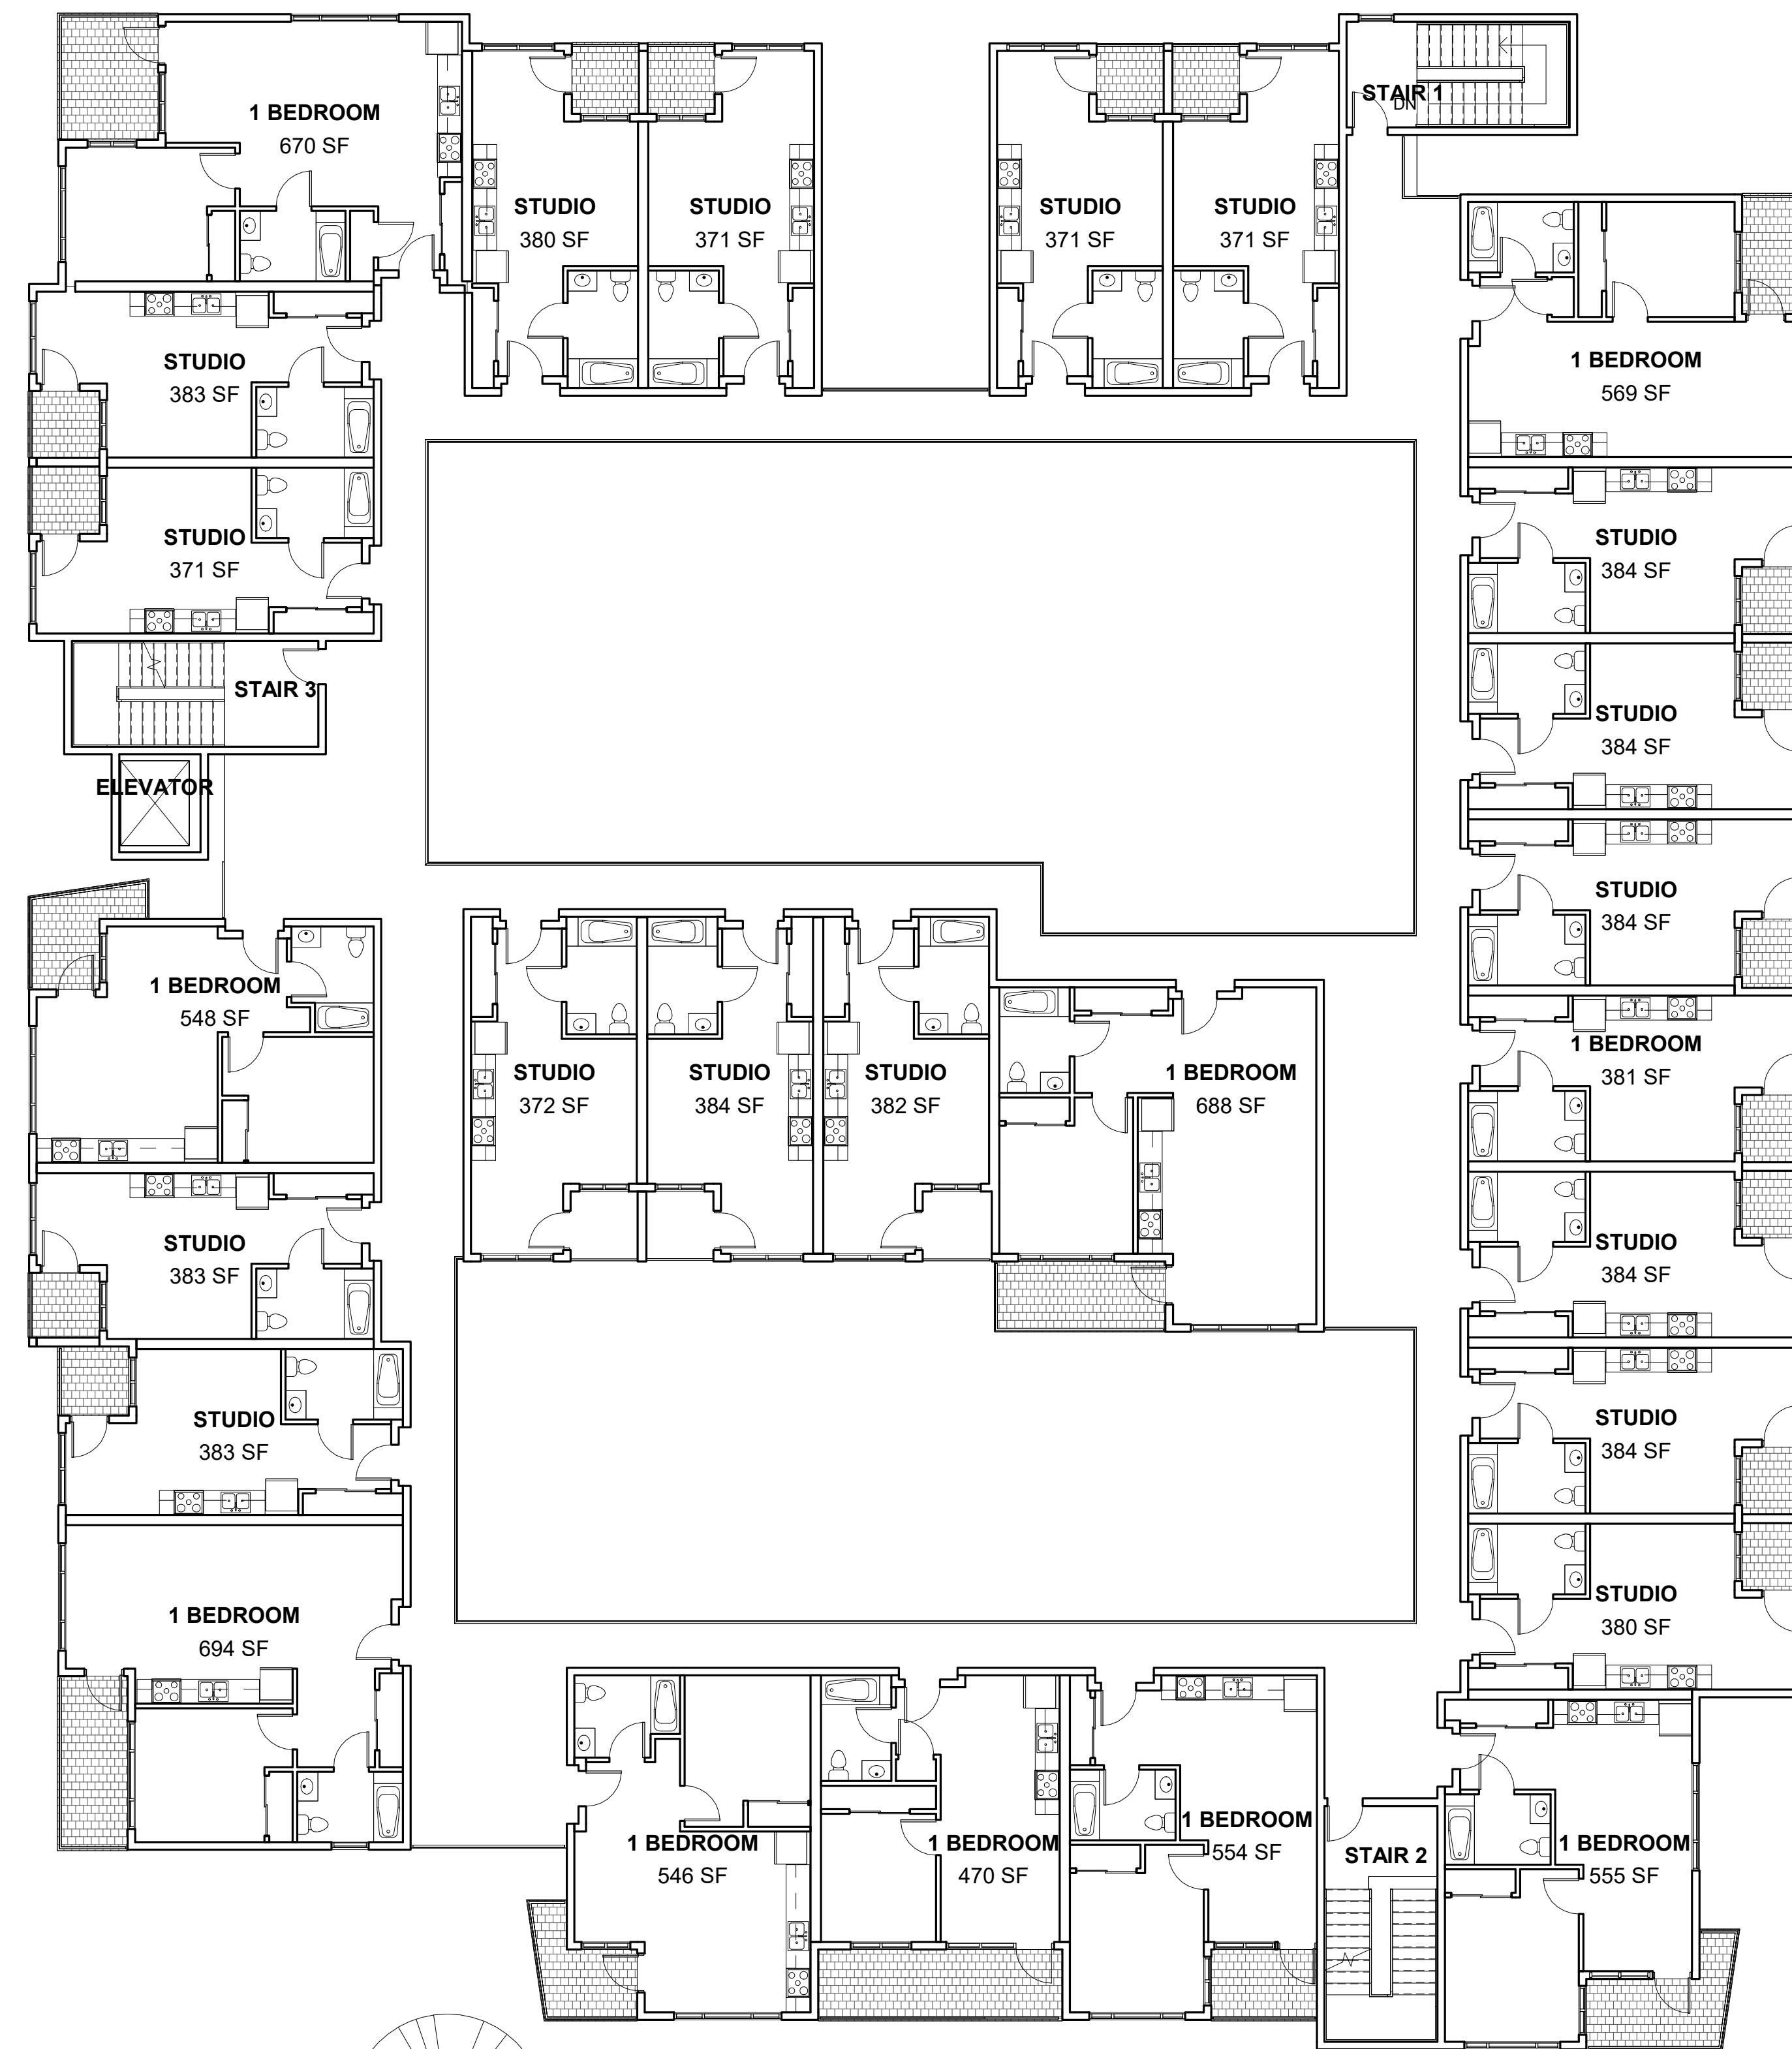 1 BEDROOM
670 SF
STAIR 1
DN
STUDIO
380 SF
STUDIO
371 SF
STUDIO
371 SF
STUDIO
371 SF
STUDIO
383 SF
1 BEDROOM
569 SF
STUDIO
371 SF
STUDIO
384 SF
STAIR 3
STUDIO
384 SF
ELEVATOR
STUDIO
384 SF
1 BEDROOM
548 SF
STUDIO
372 SF
STUDIO
384 SF
STUDIO
382 SF
1 BEDROOM
688 SF
1 BEDROOM
381 SF
STUDIO
383 SF
STUDIO
384 SF
STUDIO
383 SF
STUDIO
384 SF
1 BEDROOM
694 SF
STUDIO
380 SF
1 BEDROOM
546 SF
1 BEDROOM
470 SF
1 BEDROOM
554 SF
STAIR 2
1 BEDROOM
555 SF